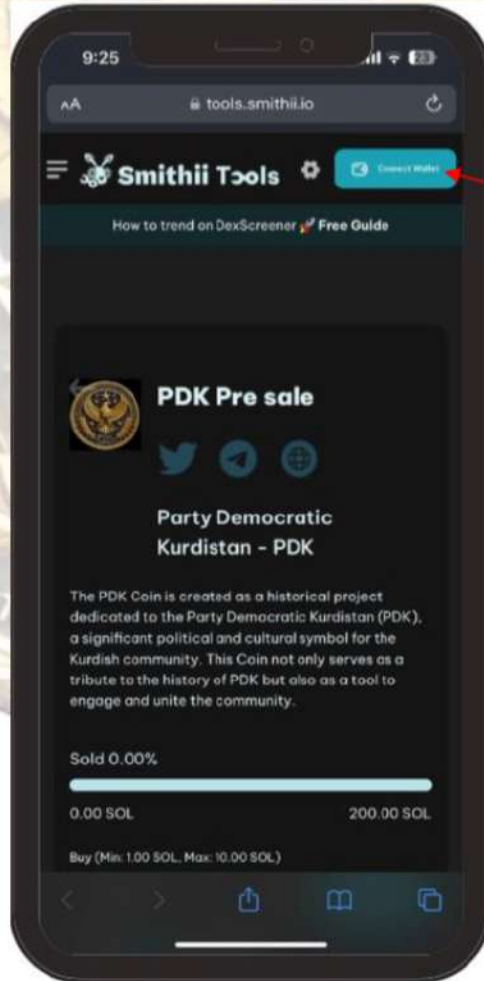 9:25
23
AA
tools.smithii.io
Smithii Tools
Connect Wallet
How to trend on DexScreener 🚀 Free Guide
PDK Pre sale
Party Democratic
Kurdistan - PDK
The PDK Coin is created as a historical project
dedicated to the Party Democratic Kurdistan (PDK),
a significant political and cultural symbol for the
Kurdish community. This Coin not only serves as a
tribute to the history of PDK but also as a tool to
engage and unite the community.
Sold 0.00%
0.00 SOL
200.00 SOL
Buy (Min: 1.00 SOL, Max: 10.00 SOL)